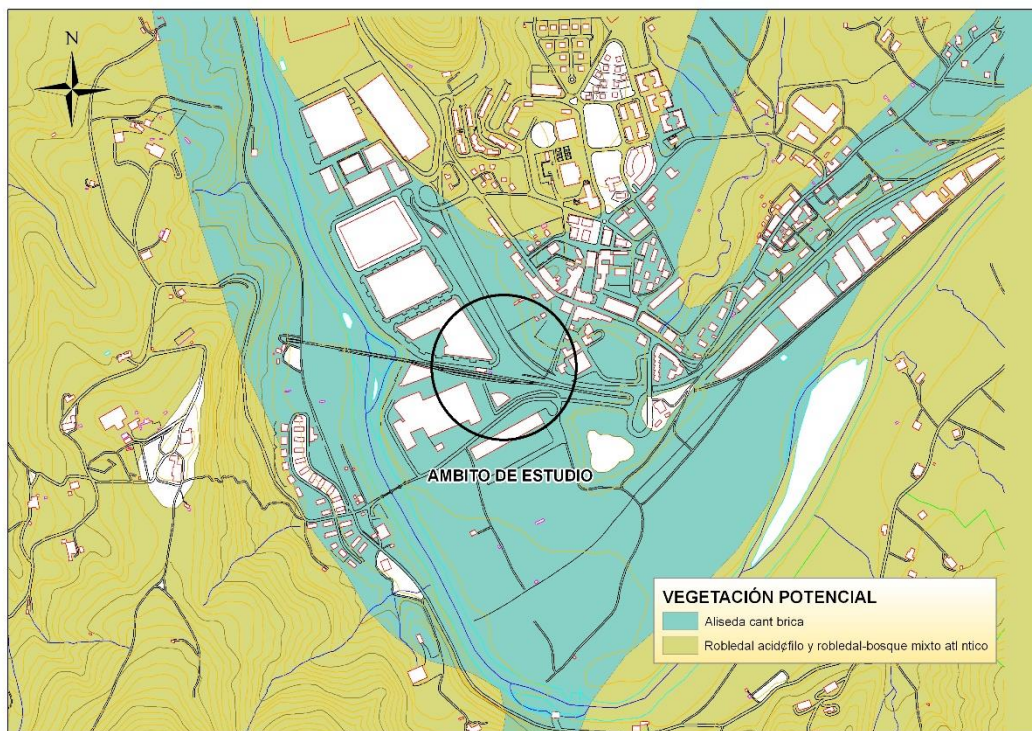 N
AMBITO DE ESTUDIO
VEGETACIÓN POTENCIAL
Aliseda cant brica
Robledal acid¢filo y robledal-bosque mixto atl ntico